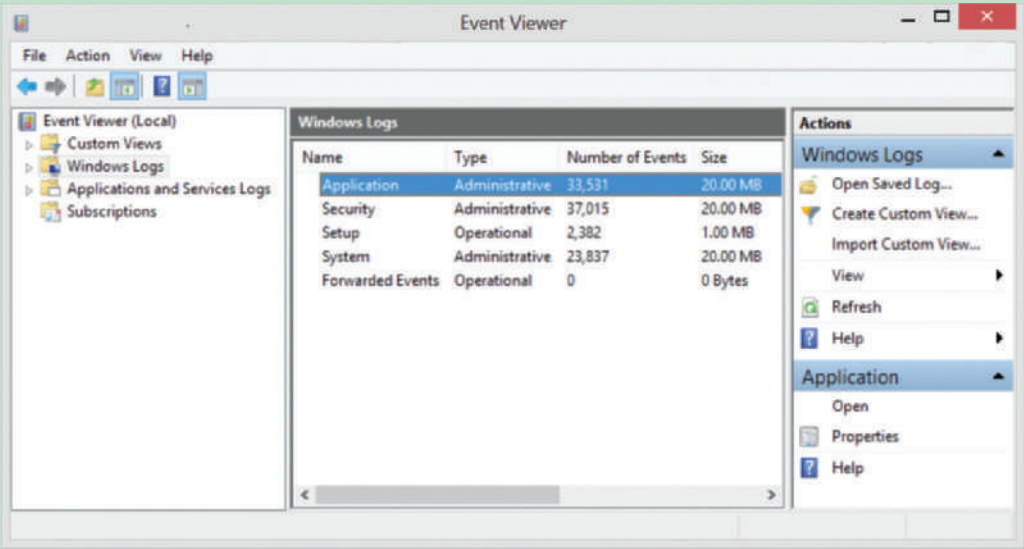 Event Viewer
File Action View Help
Event Viewer (Local)
Custom Views
Windows Logs
Applications and Services Logs
Subscriptions
Windows Logs
Name Type Number of Events Size
Application Administrative 33,531 20.00 MB
Security Administrative 37,015 20.00 MB
Setup Operational 2,382 1.00 MB
System Administrative 23,837 20.00 MB
Forwarded Events Operational 0 0 Bytes
Actions
Windows Logs
Open Saved Log...
Create Custom View...
Import Custom View...
View
Refresh
Help
Application
Open
Properties
Help